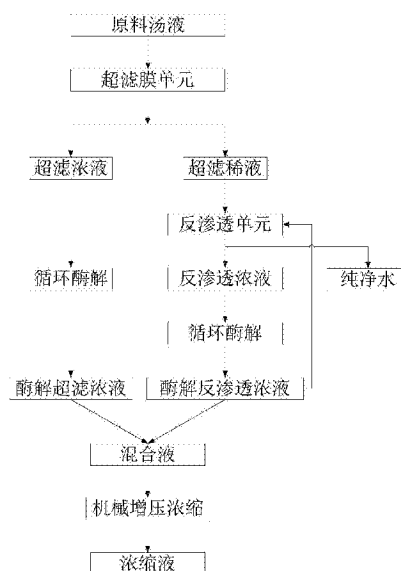 原料汤液
超滤膜单元
超滤浓液 超滤稀液
反渗透单元
循环酶解 反渗透浓液 纯净水
循环酶解
酶解超滤浓液 酶解反渗透浓液
混合液
机械增压浓缩
浓缩液